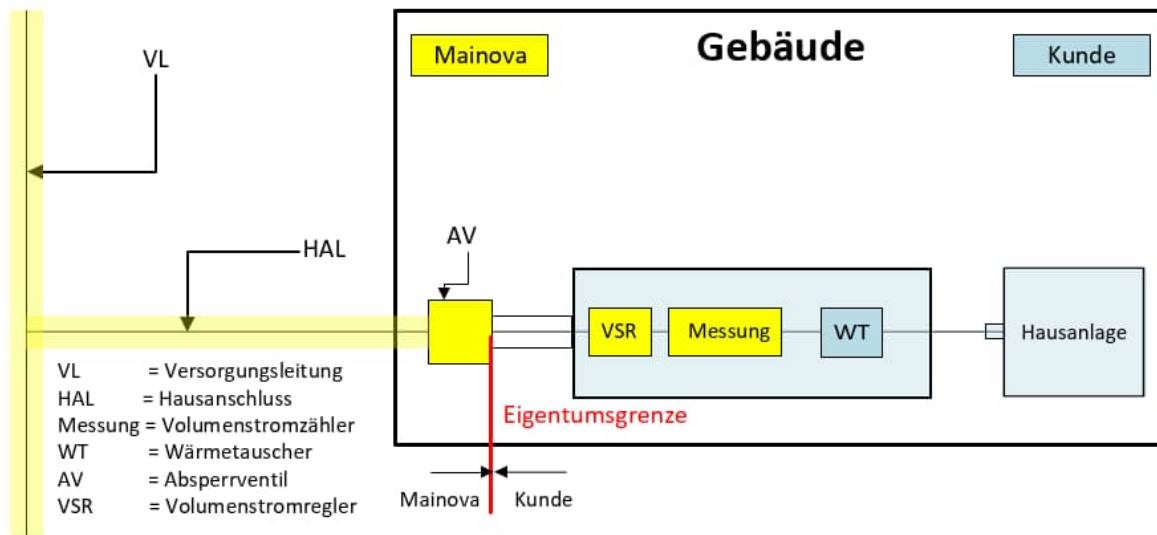 Mainova
Gebäude
Kunde
VL
HAL
AV
VSR
Messung
WT
Hausanlage
Eigentumsgrenze
Mainova
Kunde
VL = Versorgungsleitung
HAL = Hausanschluss
Messung = Volumenstromzähler
WT = Wärmetauscher
AV = Absperrventil
VSR = Volumenstromregler